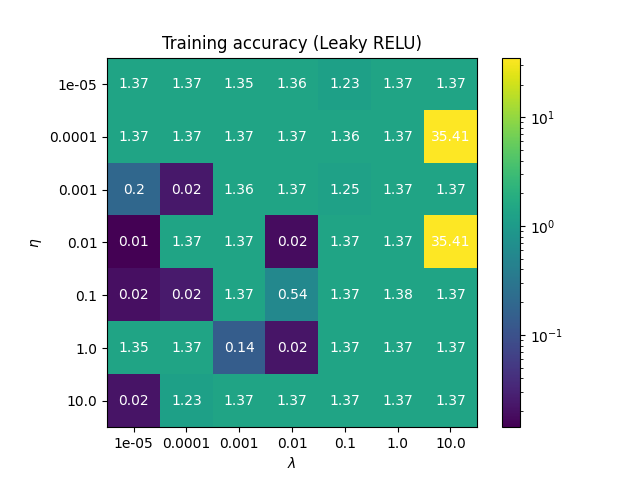 Training accuracy (Leaky RELU)
1e-05 1.37 1.37 1.35 1.36 1.23 1.37 1.37
0.0001 1.37 1.37 1.37 1.37 1.36 1.37 35.41
0.001 0.2 0.02 1.36 1.37 1.25 1.37 1.37
0.01 0.01 1.37 1.37 0.02 1.37 1.37 35.41
0.1 0.02 0.02 1.37 0.54 1.37 1.38 1.37
1.0 1.35 1.37 0.14 0.02 1.37 1.37 1.37
10.0 0.02 1.23 1.37 1.37 1.37 1.37 1.37
1e-05 0.0001 0.001 0.01 0.1 1.0 10.0
λ
η
10¹
10⁰
10⁻¹